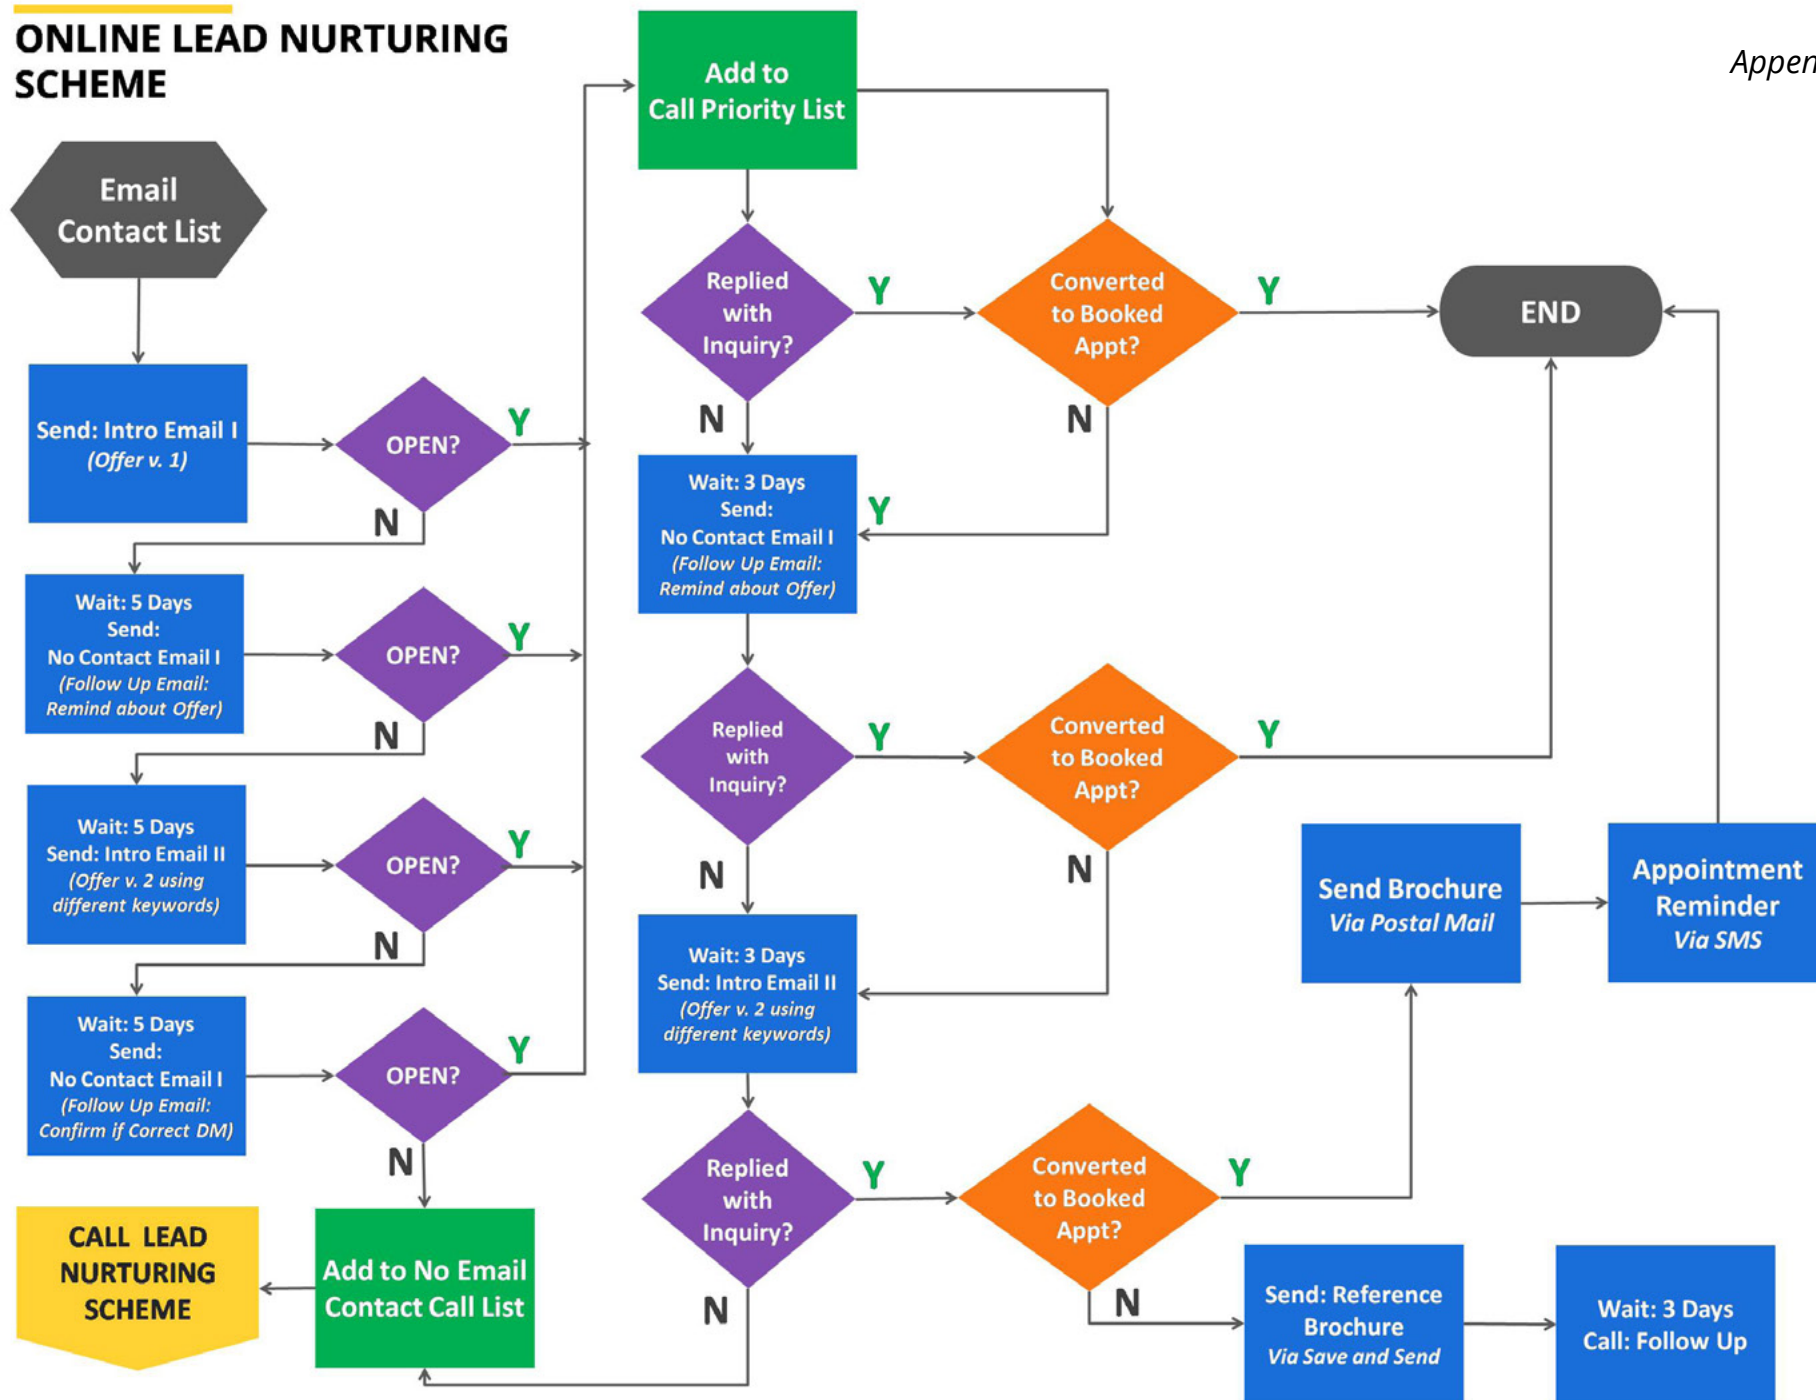 ONLINE LEAD NURTURING
SCHEME
Appen
Email
Contact List
Send: Intro Email I
(Offer v. 1)
OPEN?
Y
N
Wait: 5 Days
Send:
No Contact Email I
(Follow Up Email:
Remind about Offer)
OPEN?
Y
N
Wait: 5 Days
Send: Intro Email II
(Offer v. 2 using
different keywords)
OPEN?
Y
N
Wait: 5 Days
Send:
No Contact Email I
(Follow Up Email:
Confirm if Correct DM)
OPEN?
Y
N
Add to No Email
Contact Call List
CALL LEAD
NURTURING
SCHEME
Add to
Call Priority List
Replied
with
Inquiry?
Y
N
Converted
to Booked
Appt?
Y
N
END
Wait: 3 Days
Send:
No Contact Email I
(Follow Up Email:
Remind about Offer)
Y
Replied
with
Inquiry?
Y
N
Converted
to Booked
Appt?
Y
N
Wait: 3 Days
Send: Intro Email II
(Offer v. 2 using
different keywords)
Replied
with
Inquiry?
Y
N
Converted
to Booked
Appt?
Y
N
Send Brochure
Via Postal Mail
Appointment
Reminder
Via SMS
Send: Reference
Brochure
Via Save and Send
Wait: 3 Days
Call: Follow Up